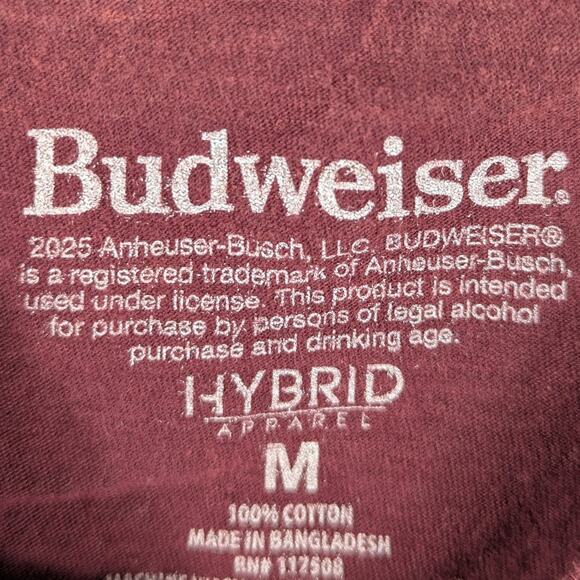 Budweiser.
2025 Anheuser-Busch, LLC. BUDWEISER®
is a registered trademark of Anheuser-Busch,
used under license. This product is intended
for purchase by persons of legal alcohol
purchase and drinking age.
HYBRID
APPAREL
M
100% COTTON
MADE IN BANGLADESH
RN# 117508